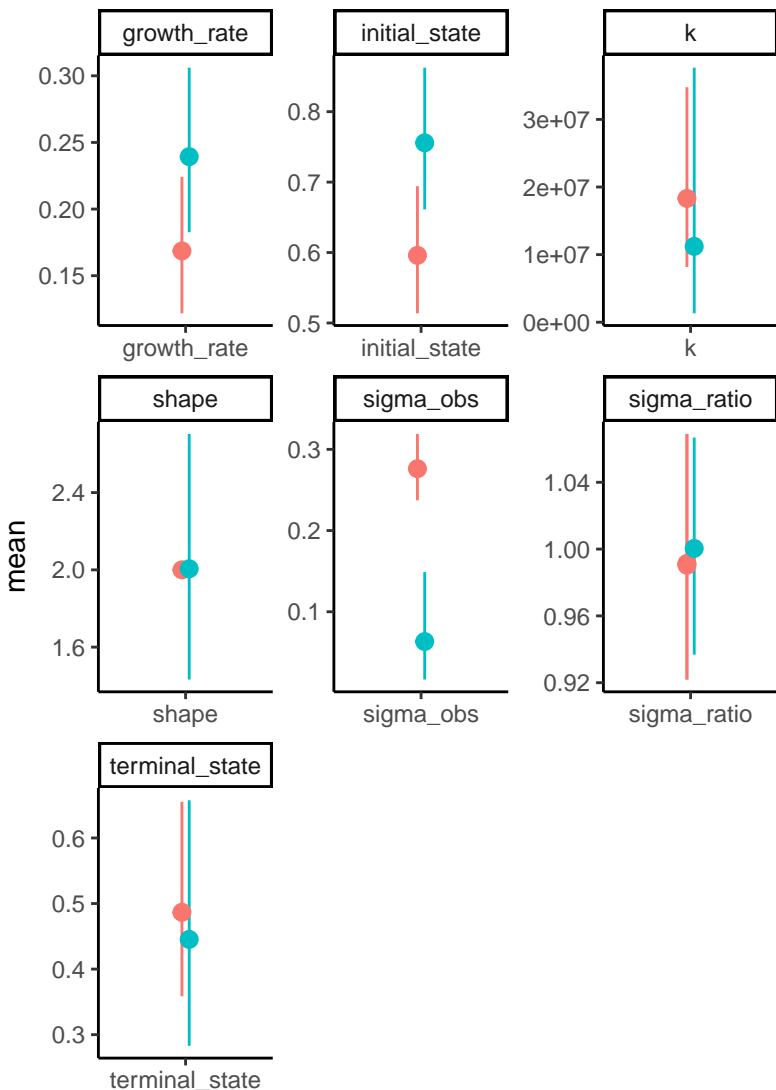 growth_rate
initial_state
k
0.30
0.25
0.20
0.15
0.8
0.7
0.6
0.5
3e+07
2e+07
1e+07
0e+00
growth_rate
initial_state
k
shape
sigma_obs
sigma_ratio
mean
2.4
2.0
1.6
0.3
0.2
0.1
1.04
1.00
0.96
0.92
shape
sigma_obs
sigma_ratio
terminal_state
0.6
0.5
0.4
0.3
terminal_state